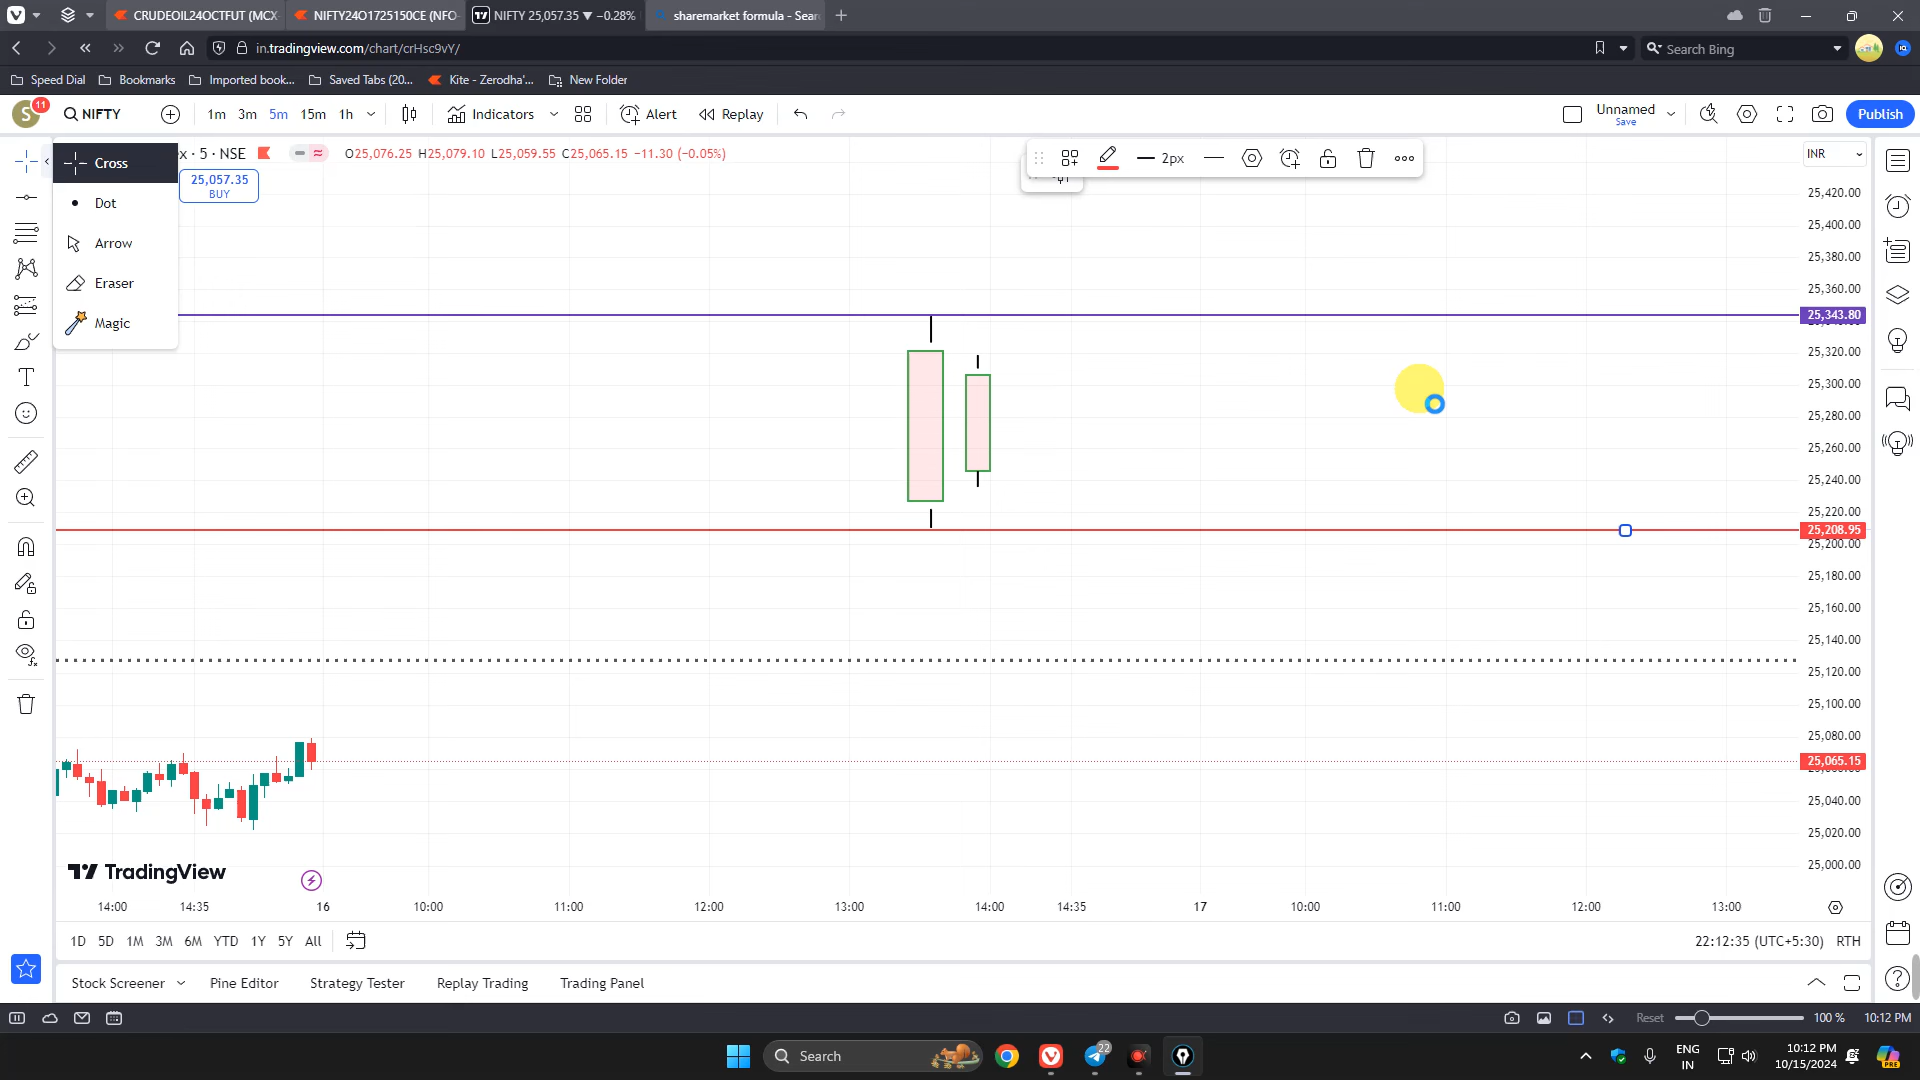 CRUDEOIL24OCTFUT (MCX
NIFTY24O1725150CE (NFO
NIFTY 25,057.35 ▼ −0.28%
sharemarket formula - Sear
in.tradingview.com/chart/crHsc9vY/
Search Bing
Speed Dial
Bookmarks
Imported book...
Saved Tabs (20...
Kite - Zerodha'...
New Folder
S
11
NIFTY
1m 3m 5m 15m 1h
Indicators
Alert
Replay
Unnamed
Save
Publish
Cross
Dot
Arrow
Eraser
Magic
x · 5 · NSE
O25,076.25 H25,079.10 L25,059.55 C25,065.15 −11.30 (−0.05%)
25,057.35
BUY
2px
INR
25,420.00
25,400.00
25,380.00
25,360.00
25,343.80
25,320.00
25,300.00
25,280.00
25,260.00
25,240.00
25,220.00
25,208.95
25,200.00
25,180.00
25,160.00
25,140.00
25,120.00
25,100.00
25,080.00
25,065.15
25,040.00
25,020.00
25,000.00
TradingView
14:00 14:35 16 10:00 11:00 12:00 13:00 14:00 14:35 17 10:00 11:00 12:00 13:00
1D 5D 1M 3M 6M YTD 1Y 5Y All
22:12:35 (UTC+5:30) RTH
Stock Screener
Pine Editor
Strategy Tester
Replay Trading
Trading Panel
Reset
100 %
10:12 PM
Search
22
ENG
IN
10:12 PM
10/15/2024
PRE